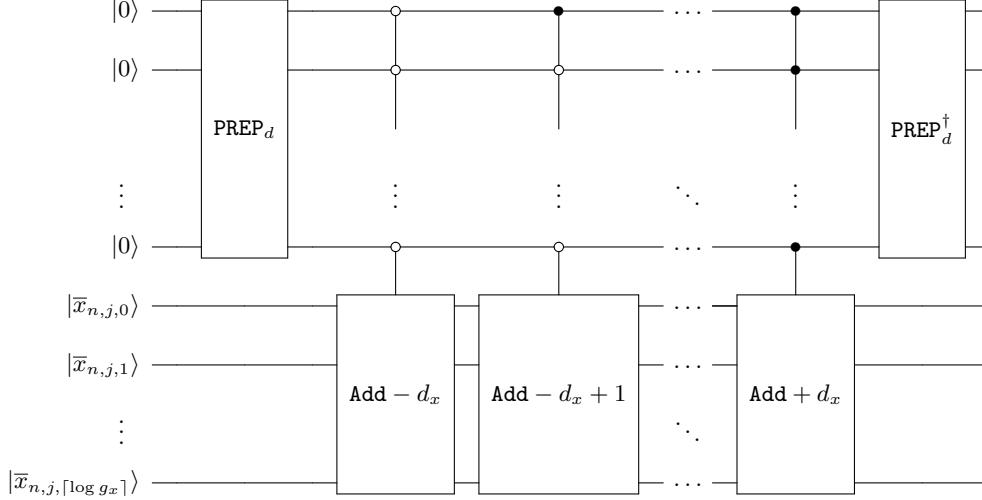 |0⟩ ⋯
|0⟩ ⋯
PREP_d PREP_d^†
⋮ ⋮ ⋮ ⋱ ⋮
|0⟩ ⋯
|x̅_{n,j,0}⟩ ⋯
|x̅_{n,j,1}⟩ ⋯
Add − d_x Add − d_x + 1 Add + d_x
⋮ ⋱
|x̅_{n,j,⌈log g_x⌉}⟩ ⋯